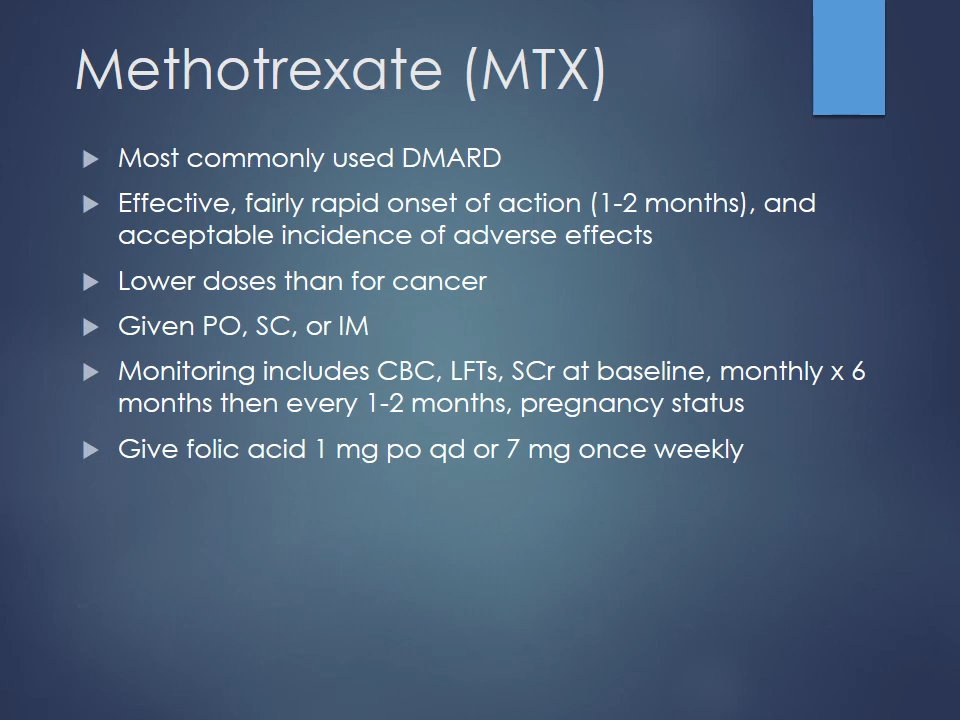 Methotrexate (MTX)
Most commonly used DMARD
Effective, fairly rapid onset of action (1-2 months), and
acceptable incidence of adverse effects
Lower doses than for cancer
Given PO, SC, or IM
Monitoring includes CBC, LFTs, SCr at baseline, monthly x 6
months then every 1-2 months, pregnancy status
Give folic acid 1 mg po qd or 7 mg once weekly